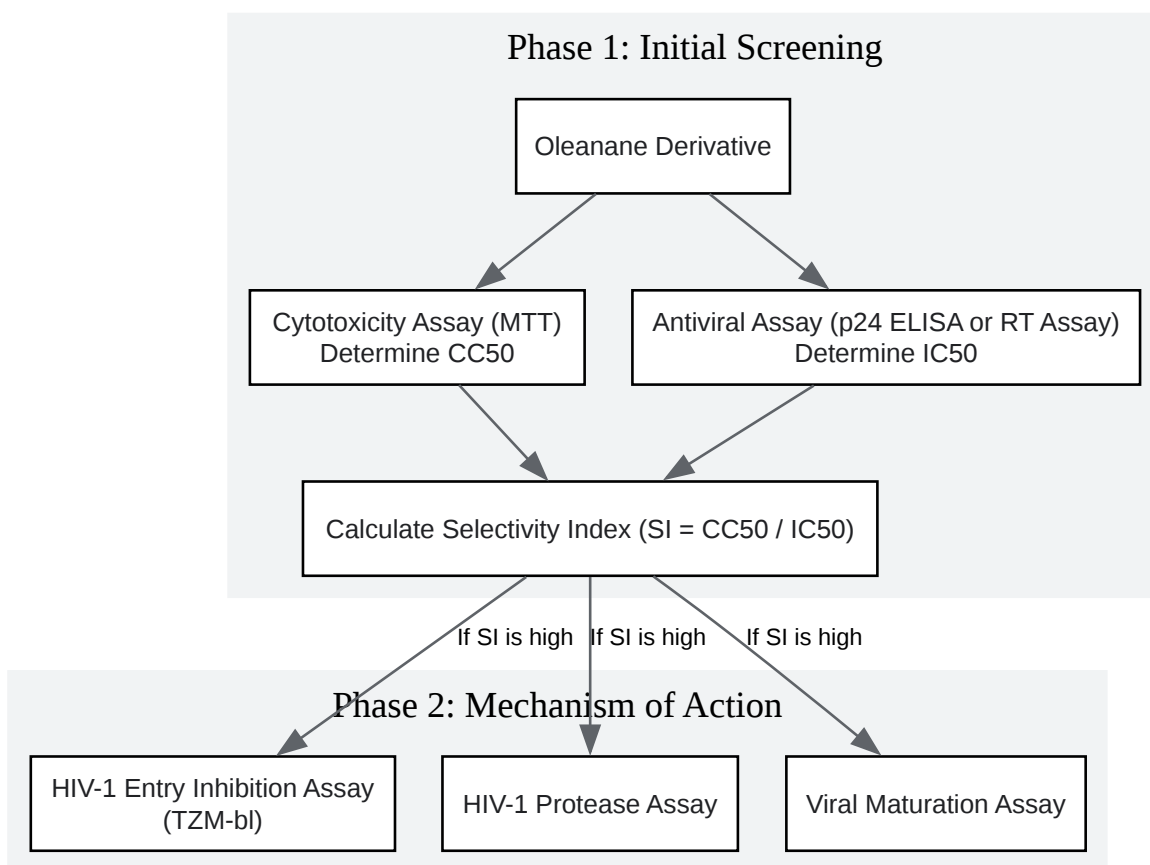 Phase 1: Initial Screening
Oleanane Derivative
Cytotoxicity Assay (MTT)
Determine CC50
Antiviral Assay (p24 ELISA or RT Assay)
Determine IC50
Calculate Selectivity Index (SI = CC50 / IC50)
If SI is high
If SI is high
If SI is high
Phase 2: Mechanism of Action
HIV-1 Entry Inhibition Assay
(TZM-bl)
HIV-1 Protease Assay
Viral Maturation Assay